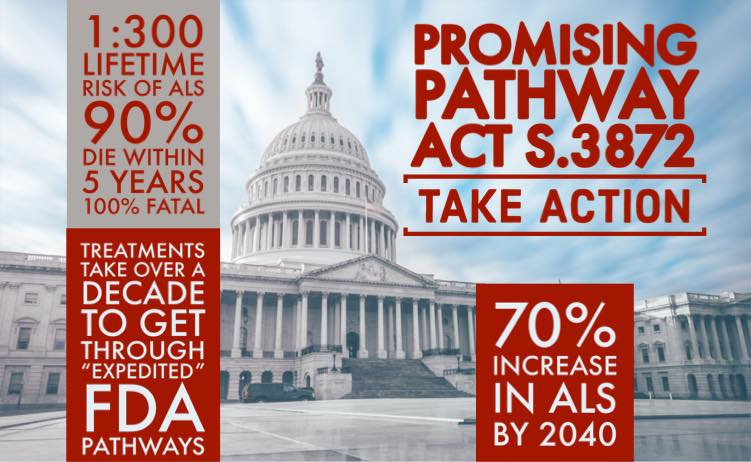 1:300
LIFETIME
RISK OF ALS
90%
DIE WITHIN
5 YEARS
100% FATAL
TREATMENTS
TAKE OVER A
DECADE
TO GET
THROUGH
“EXPEDITED”
FDA
PATHWAYS
PROMISING
PATHWAY
ACT S.3872
TAKE ACTION
70%
INCREASE
IN ALS
BY 2040